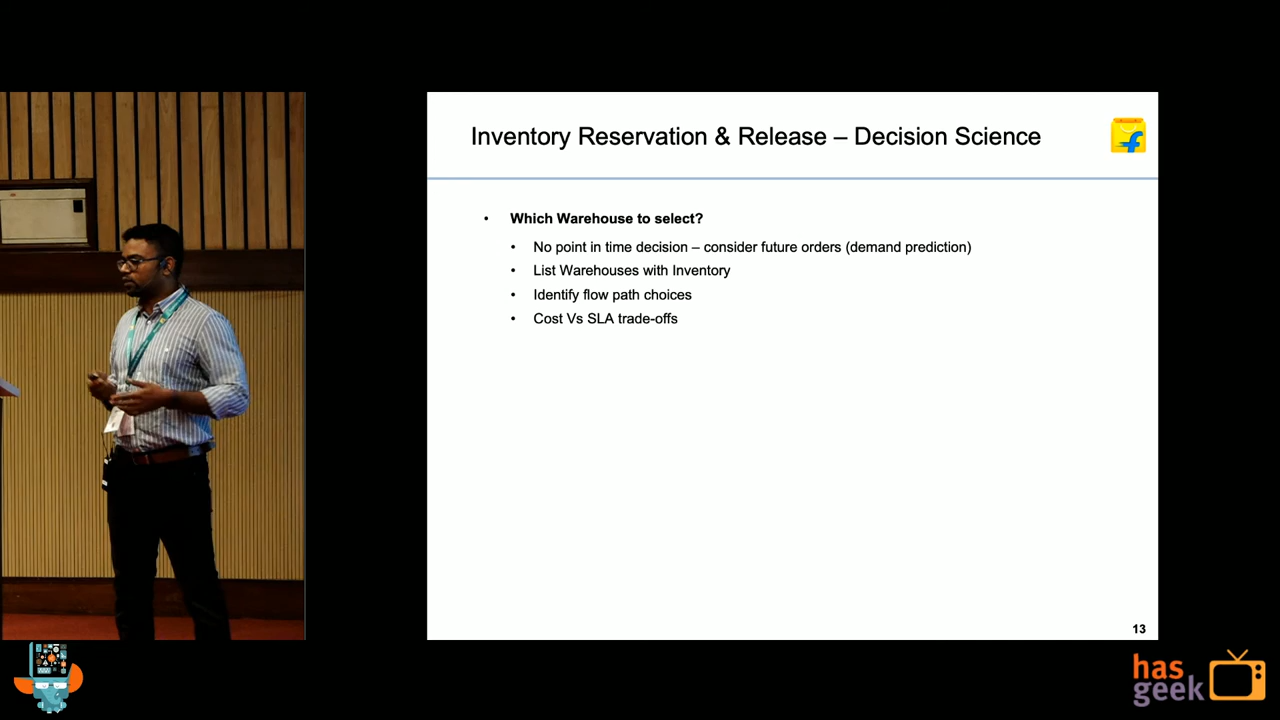 Inventory Reservation & Release – Decision Science
• Which Warehouse to select?
• No point in time decision – consider future orders (demand prediction)
• List Warehouses with Inventory
• Identify flow path choices
• Cost Vs SLA trade-offs
13
has
geek